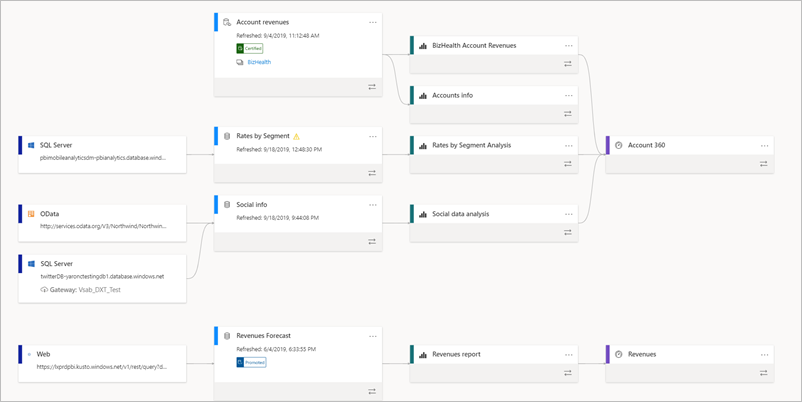 Account revenues
Refreshed: 9/4/2019, 11:12:48 AM
Certified
BizHealth
BizHealth Account Revenues
Accounts info
SQL Server
pbimobileanalyticsdm-pbianalytics.database.wind...
Rates by Segment
Refreshed: 9/18/2019, 12:48:30 PM
Rates by Segment Analysis
Account 360
OData
http://services.odata.org/V3/Northwind/Northwin...
Social info
Refreshed: 9/18/2019, 9:44:08 PM
Social data analysis
SQL Server
twitterDB-yaronctestingdb1.database.windows.net
Gateway: Vsab_DXT_Test
Web
https://lxprdpbi.kusto.windows.net/v1/rest/query?d...
Revenues Forecast
Refreshed: 6/4/2019, 6:33:55 PM
Promoted
Revenues report
Revenues